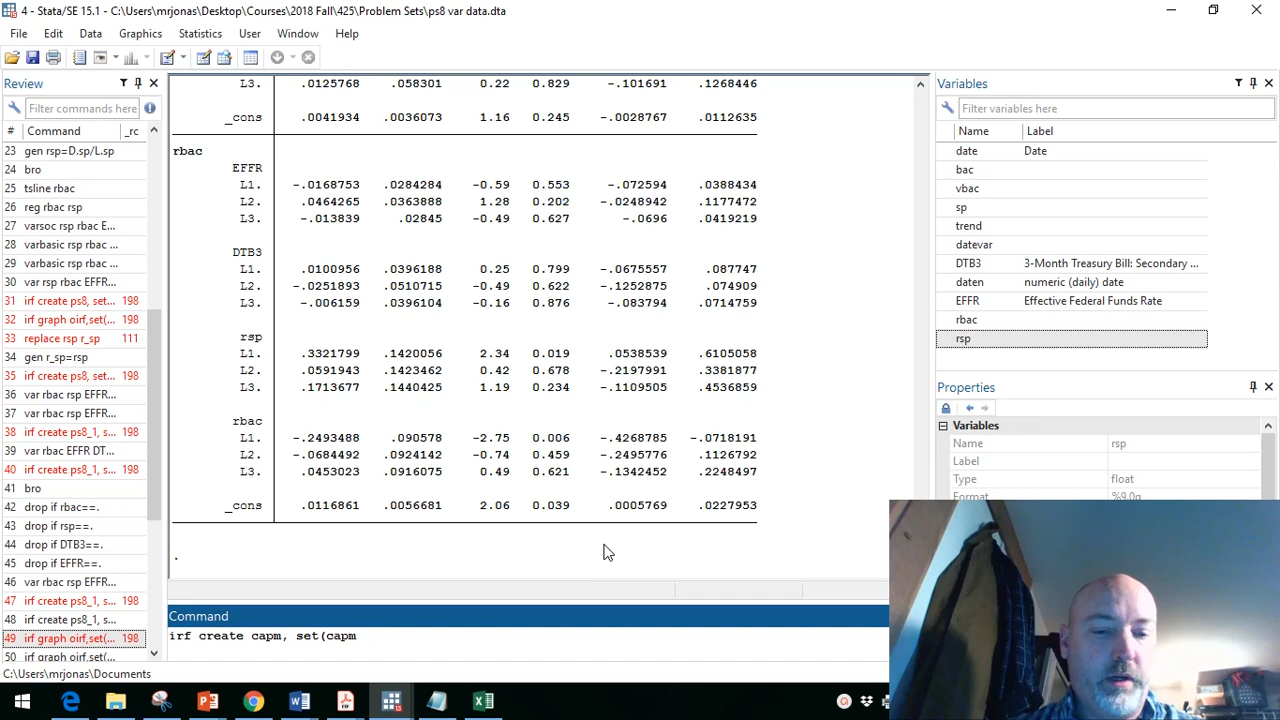 4 - Stata/SE 15.1 - C:\Users\mrjonas\Desktop\Courses\2018 Fall\425\Problem Sets\ps8 var data.dta
File Edit Data Graphics Statistics User Window Help
Review
Filter commands here
# Command _rc
23 gen rsp=D.sp/L.sp
24 bro
25 tsline rbac
26 reg rbac rsp
27 varsoc rsp rbac E...
28 varbasic rsp rbac ...
29 varbasic rsp rbac ...
30 var rsp rbac EFFR...
31 irf create ps8, set... 198
32 irf graph oirf,set(... 198
33 replace rsp r_sp 111
34 gen r_sp=rsp
35 irf create ps8, set... 198
36 var rbac rsp EFFR...
37 var rbac rsp EFFR...
38 irf create ps8_1, s... 198
39 var rbac EFFR DT...
40 irf create ps8_1, s... 198
41 bro
42 drop if rbac==.
43 drop if rsp==.
44 drop if DTB3==.
45 drop if EFFR==.
46 var rbac rsp EFFR...
47 irf create ps8_1, s... 198
48 irf create ps8_1, s...
49 irf graph oirf,set(... 198
50 irf graph oirf,set(...
L3. .0125768 .058301 0.22 0.829 -.101691 .1268446
_cons .0041934 .0036073 1.16 0.245 -.0028767 .0112635
rbac
EFFR
L1. -.0168753 .0284284 -0.59 0.553 -.072594 .0388434
L2. .0464265 .0363888 1.28 0.202 -.0248942 .1177472
L3. -.013839 .02845 -0.49 0.627 -.0696 .0419219
DTB3
L1. .0100956 .0396188 0.25 0.799 -.0675557 .087747
L2. -.0251893 .0510715 -0.49 0.622 -.1252875 .074909
L3. -.006159 .0396104 -0.16 0.876 -.083794 .0714759
rsp
L1. .3321799 .1420056 2.34 0.019 .0538539 .6105058
L2. .0591943 .1423462 0.42 0.678 -.2197991 .3381877
L3. .1713677 .1440425 1.19 0.234 -.1109505 .4536859
rbac
L1. -.2493488 .090578 -2.75 0.006 -.4268785 -.0718191
L2. -.0684492 .0924142 -0.74 0.459 -.2495776 .1126792
L3. .0453023 .0916075 0.49 0.621 -.1342452 .2248497
_cons .0116861 .0056681 2.06 0.039 .0005769 .0227953
.
Command
irf create capm, set(capm
C:\Users\mrjonas\Documents
Variables
Filter variables here
Name Label
date Date
bac
vbac
sp
trend
datevar
DTB3 3-Month Treasury Bill: Secondary ...
daten numeric (daily) date
EFFR Effective Federal Funds Rate
rbac
rsp
Properties
Variables
Name rsp
Label
Type float
Format %9.0g